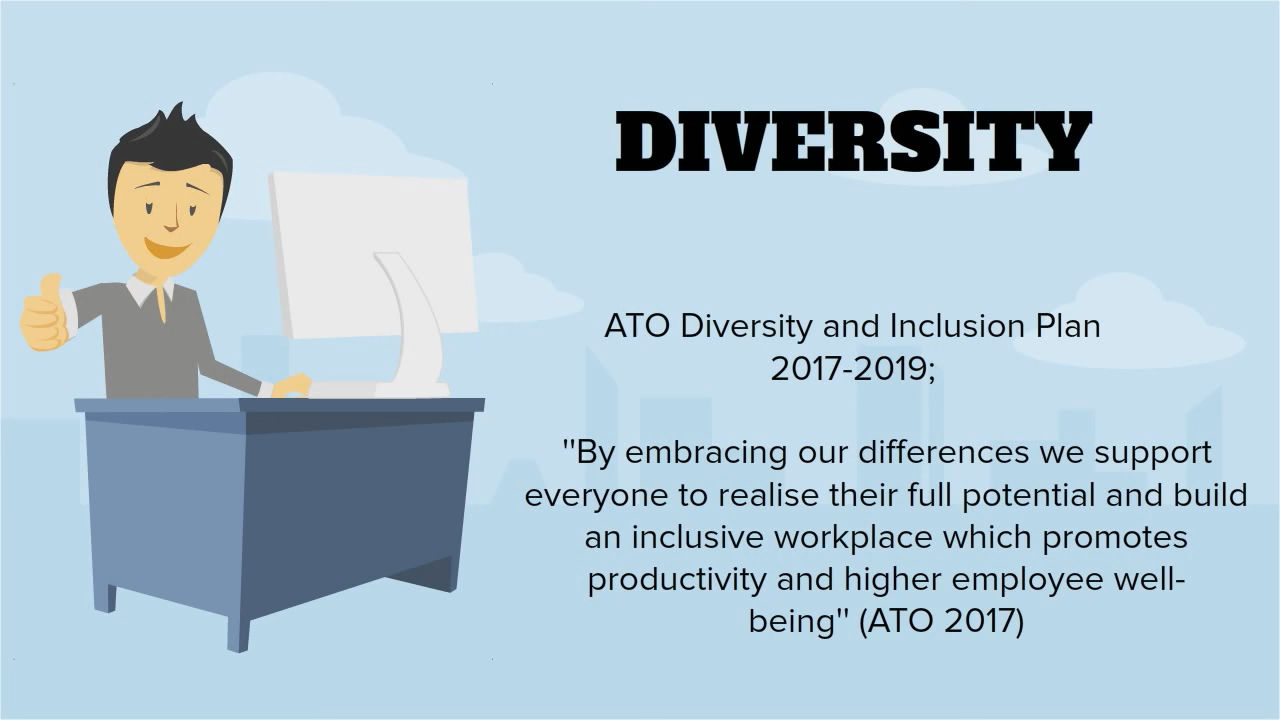 DIVERSITY
ATO Diversity and Inclusion Plan
2017-2019;
"By embracing our differences we support
everyone to realise their full potential and build
an inclusive workplace which promotes
productivity and higher employee well-
being" (ATO 2017)